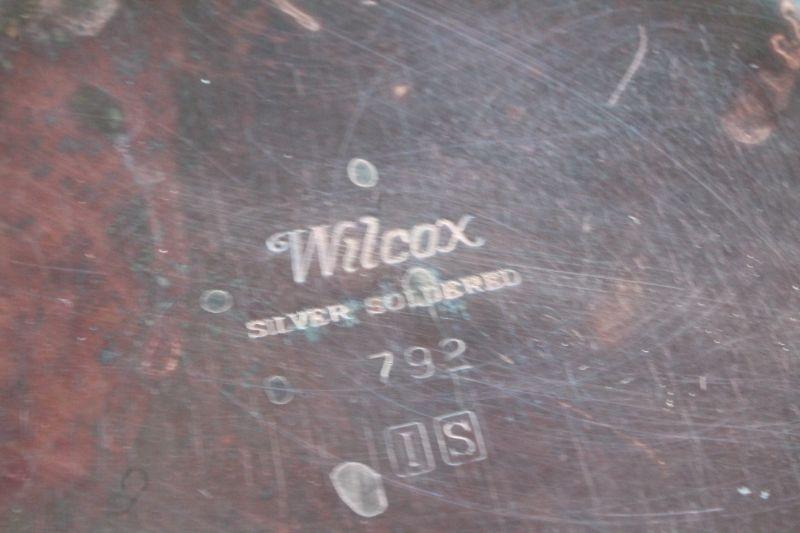 Wilcox
SILVER SOLDERED
792
IS